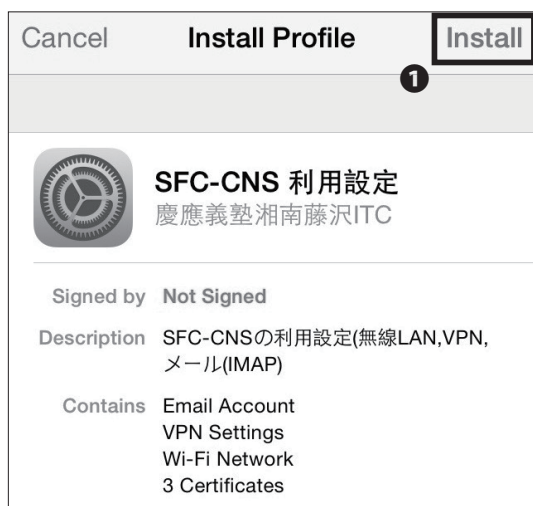 Cancel Install Profile Install
❶
SFC-CNS 利用設定
慶應義塾湘南藤沢ITC
Signed by Not Signed
Description SFC-CNSの利用設定(無線LAN,VPN,
メール(IMAP)
Contains Email Account
VPN Settings
Wi-Fi Network
3 Certificates